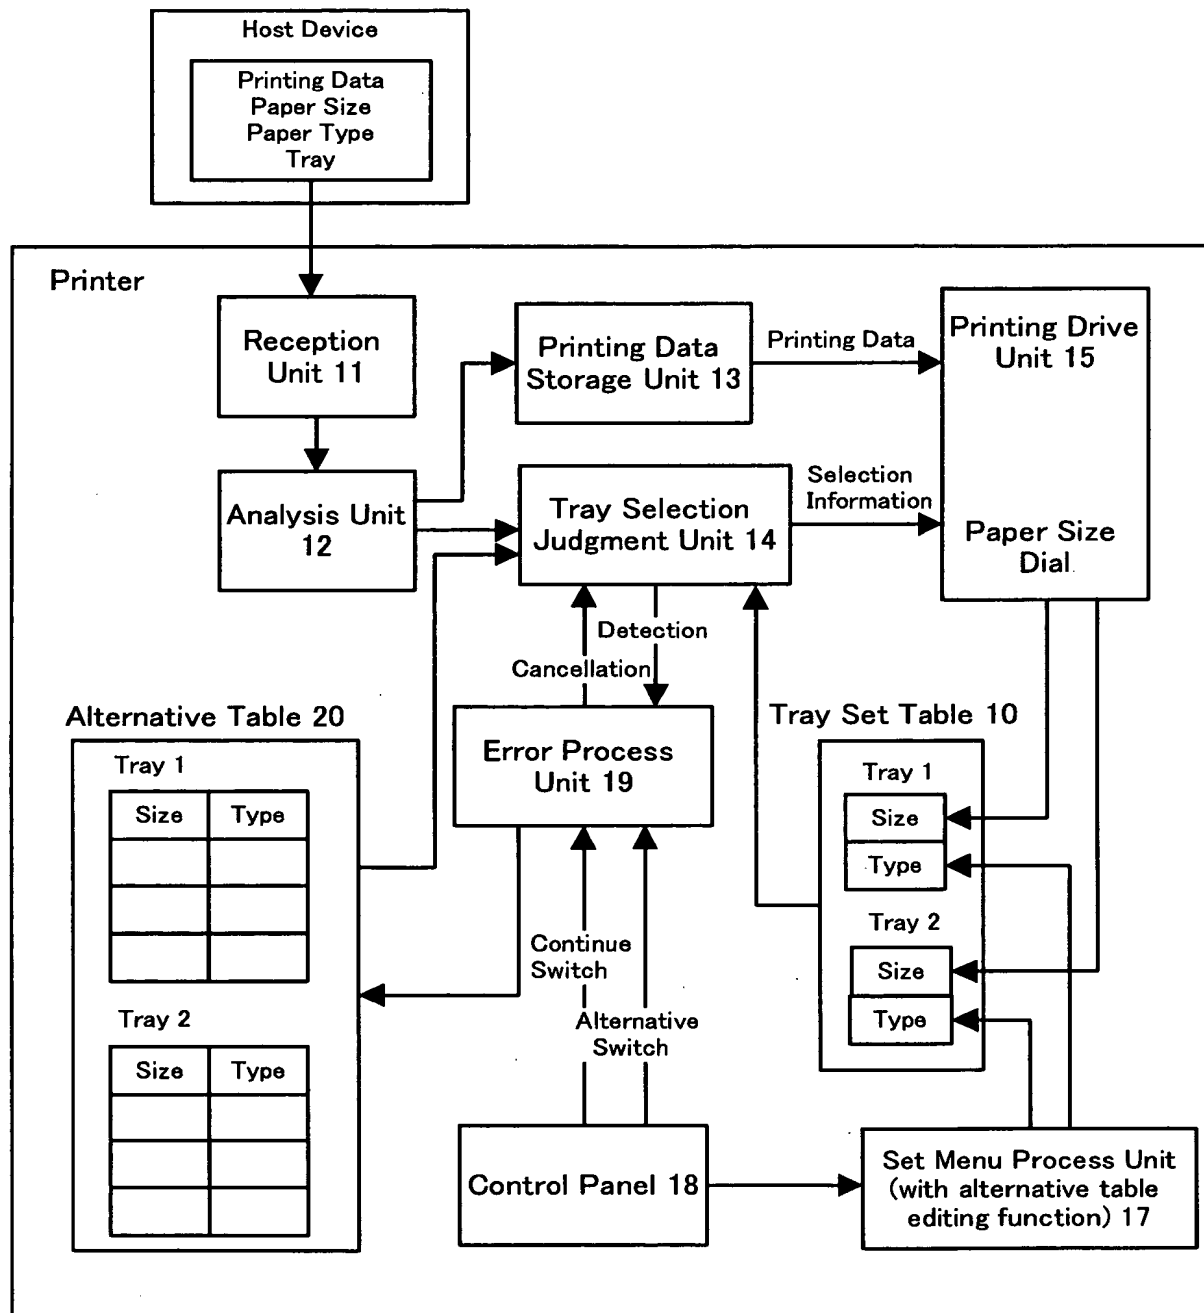 Host Device
Printing Data
Paper Size
Paper Type
Tray
Printer
Reception
Unit 11
Printing Data
Storage Unit 13
Printing Data
Printing Drive
Unit 15
Analysis Unit
12
Tray Selection
Judgment Unit 14
Selection
Information
Paper Size
Dial
Detection
Cancellation
Alternative Table 20
Tray 1
Size Type
Tray 2
Size Type
Error Process
Unit 19
Tray Set Table 10
Tray 1
Size
Type
Tray 2
Size
Type
Continue
Switch
Alternative
Switch
Control Panel 18
Set Menu Process Unit
(with alternative table
editing function) 17